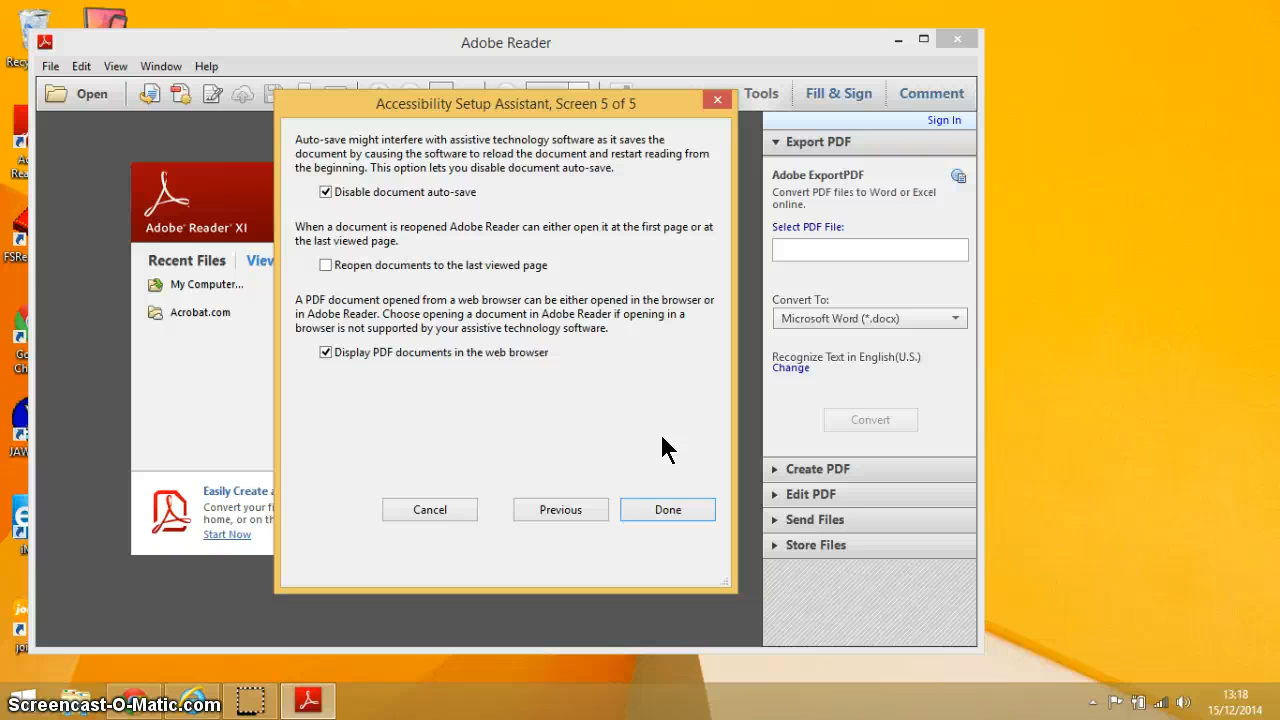 Adobe Reader
File Edit View Window Help
Open
Tools
Fill & Sign
Comment
Sign In
Accessibility Setup Assistant, Screen 5 of 5
Auto-save might interfere with assistive technology software as it saves the
document by causing the software to reload the document and restart reading from
the beginning. This option lets you disable document auto-save.
Disable document auto-save
When a document is reopened Adobe Reader can either open it at the first page or at
the last viewed page.
Reopen documents to the last viewed page
A PDF document opened from a web browser can be either opened in the browser or
in Adobe Reader. Choose opening a document in Adobe Reader if opening in a
browser is not supported by your assistive technology software.
Display PDF documents in the web browser
Cancel
Previous
Done
Adobe® Reader® XI
Recent Files
My Computer...
Acrobat.com
Easily Create
Convert your
home, or on
Start Now
Export PDF
Adobe ExportPDF
Convert PDF files to Word or Excel
online.
Select PDF File:
Convert To:
Microsoft Word (*.docx)
Recognize Text in English(U.S.)
Change
Convert
Create PDF
Edit PDF
Send Files
Store Files
Screencast-O-Matic.com
13:18
15/12/2014